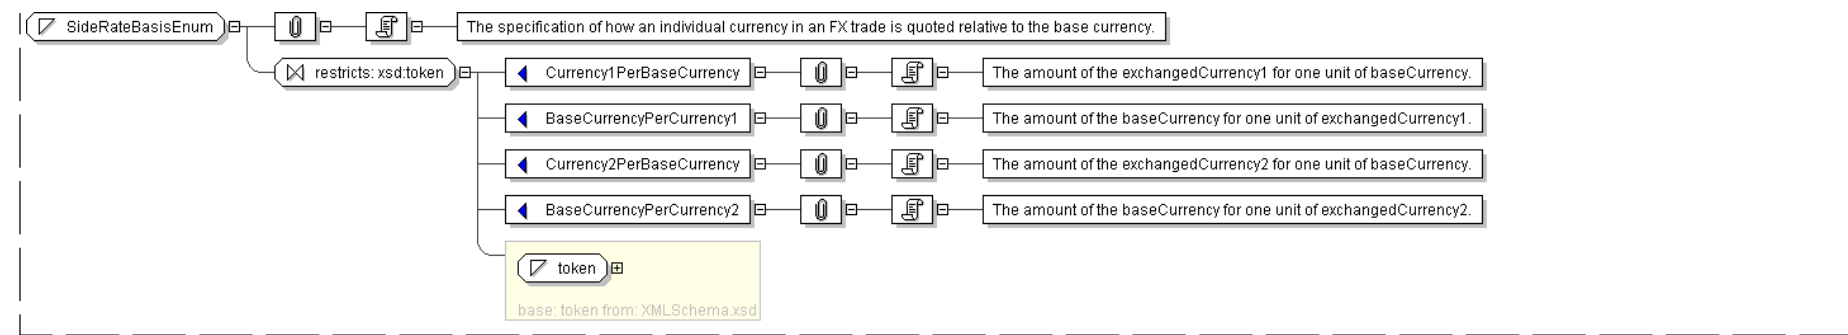 SideRateBasisEnum The specification of how an individual currency in an FX trade is quoted relative to the base currency.
restricts: xsd:token Currency1PerBaseCurrency The amount of the exchangedCurrency1 for one unit of baseCurrency.
BaseCurrencyPerCurrency1 The amount of the baseCurrency for one unit of exchangedCurrency1.
Currency2PerBaseCurrency The amount of the exchangedCurrency2 for one unit of baseCurrency.
BaseCurrencyPerCurrency2 The amount of the baseCurrency for one unit of exchangedCurrency2.
token
base: token from: XMLSchema.xsd